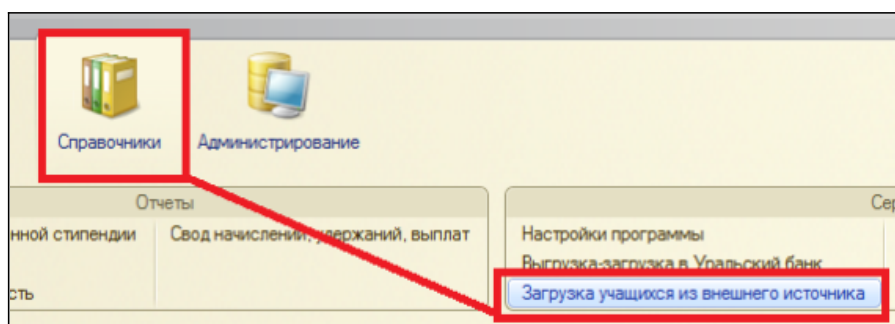 Справочники
Администрирование
Отчеты
нной стипендии
Свод начислений, удержаний, выплат
сть
Сер
Настройки программы
Выгрузка-загрузка в Уральский банк
Загрузка учащихся из внешнего источника